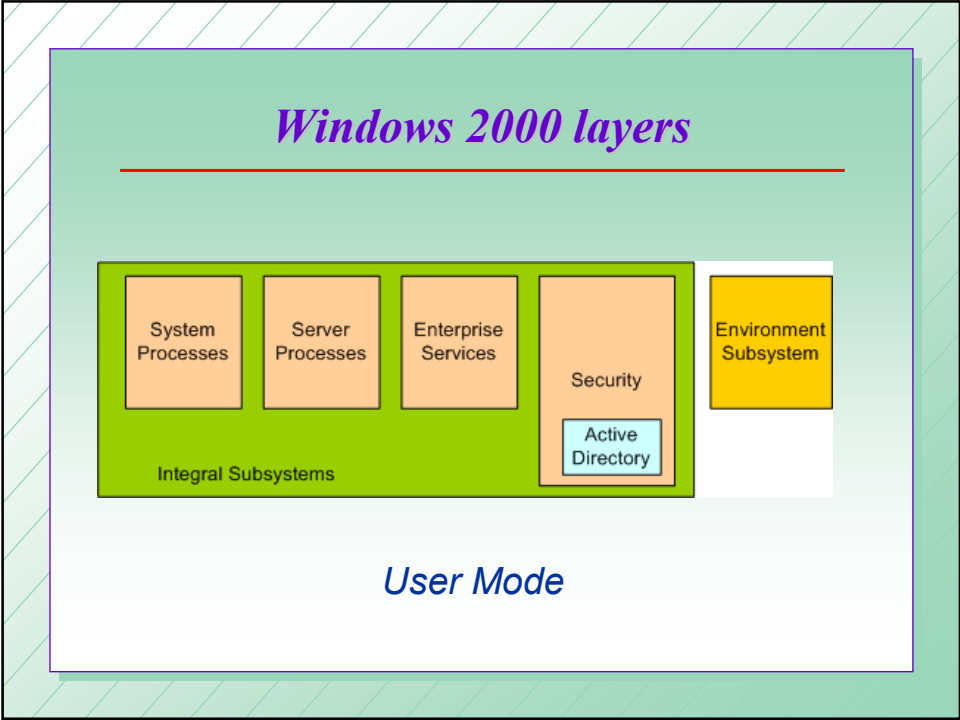 Windows 2000 layers
System
Processes
Server
Processes
Enterprise
Services
Security
Active
Directory
Environment
Subsystem
Integral Subsystems
User Mode